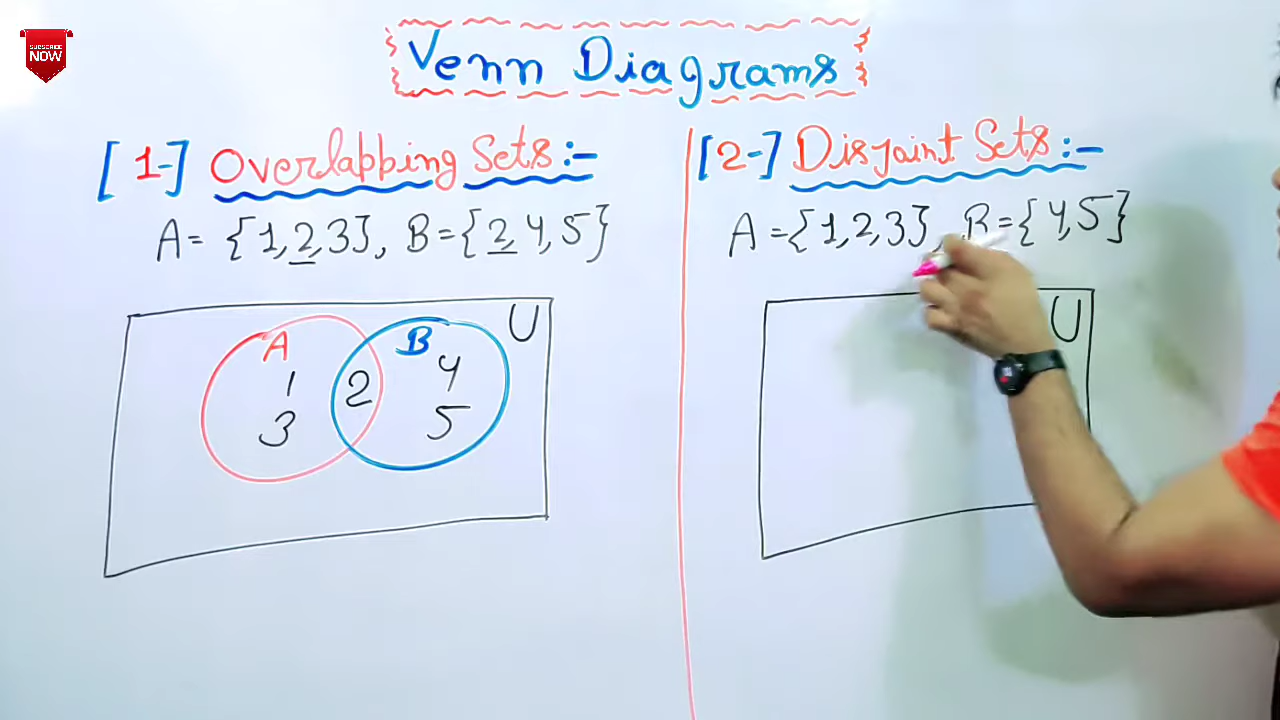 SUBSCRIBE
NOW
Venn Diagrams
[1-] Overlapping Sets:-
A = {1,2,3}, B={2,4,5}
A
B
U
1
3
2
4
5
[2-] Disjoint Sets:-
A={1,2,3}, B={4,5}
U